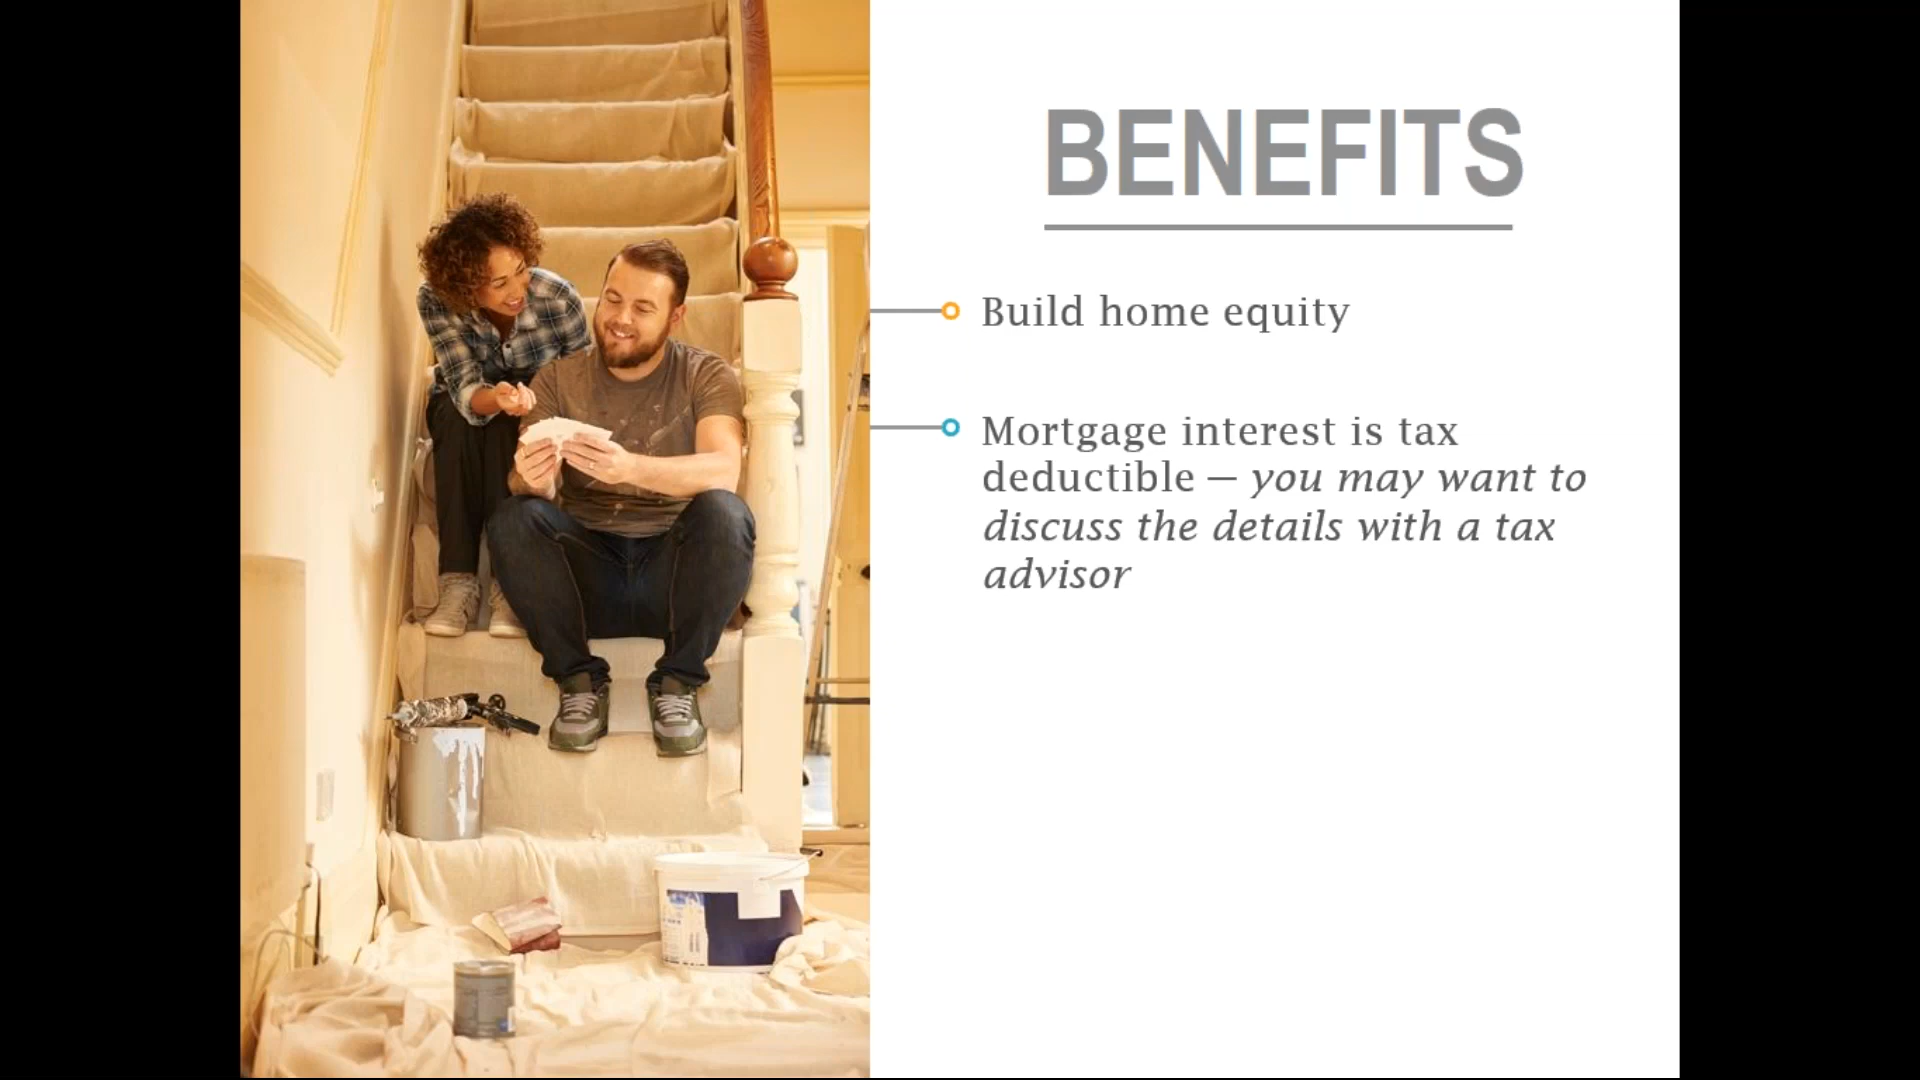 BENEFITS
Build home equity
Mortgage interest is tax
deductible – you may want to
discuss the details with a tax
advisor